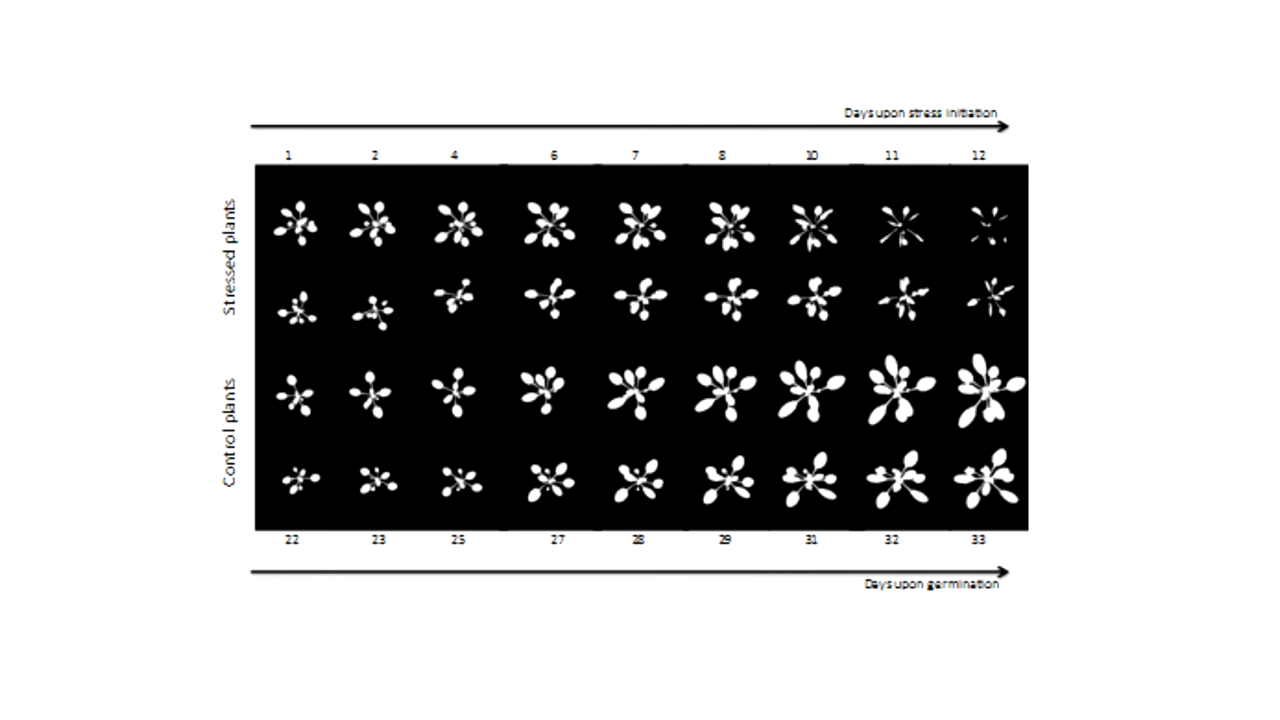 Days upon stress initiation
1 2 4 6 7 8 10 11 12
Stressed plants
Control plants
22 23 25 27 28 29 31 32 33
Days upon germination